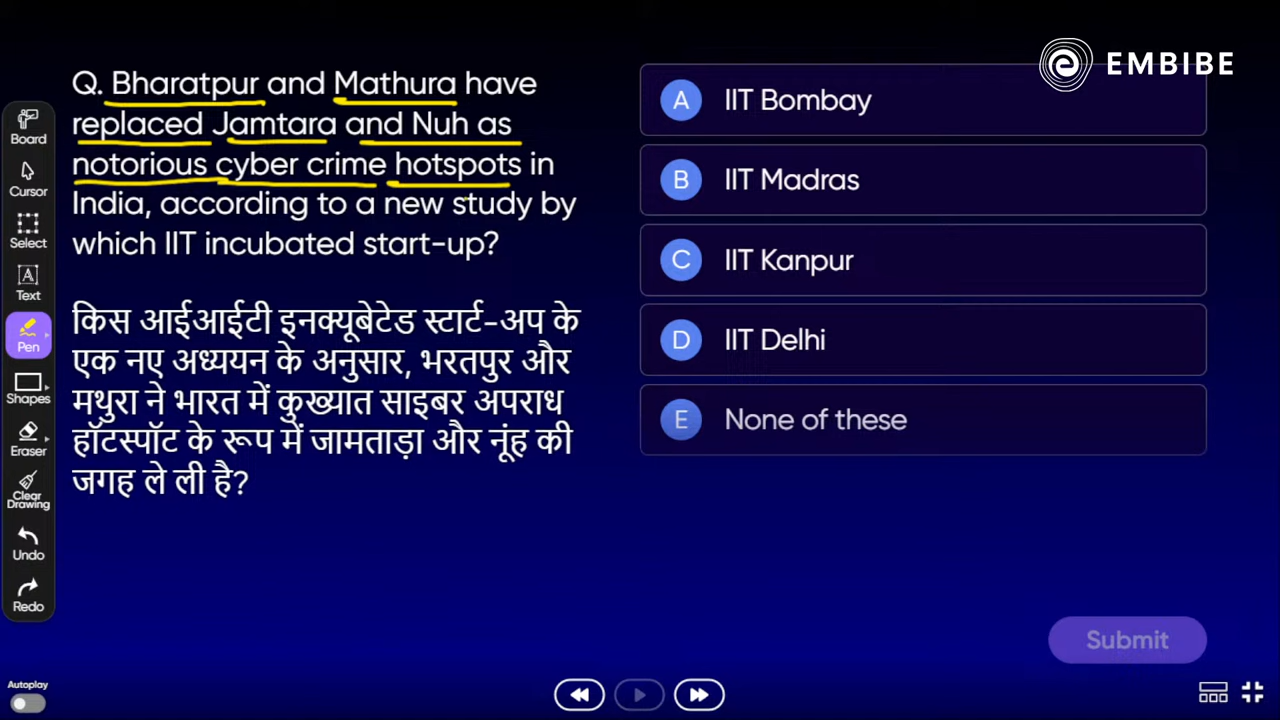 EMBIBE
Q. Bharatpur and Mathura have
replaced Jamtara and Nuh as
notorious cyber crime hotspots in
India, according to a new study by
which IIT incubated start-up?
किस आईआईटी इनक्यूबेटेड स्टार्ट-अप के
एक नए अध्ययन के अनुसार, भरतपुर और
मथुरा ने भारत में कुख्यात साइबर अपराध
हॉटस्पॉट के रूप में जामताड़ा और नूंह की
जगह ले ली है?
A IIT Bombay
B IIT Madras
C IIT Kanpur
D IIT Delhi
E None of these
Submit
Board
Cursor
Select
Text
Pen
Shapes
Eraser
Clear
Drawing
Undo
Redo
Autoplay